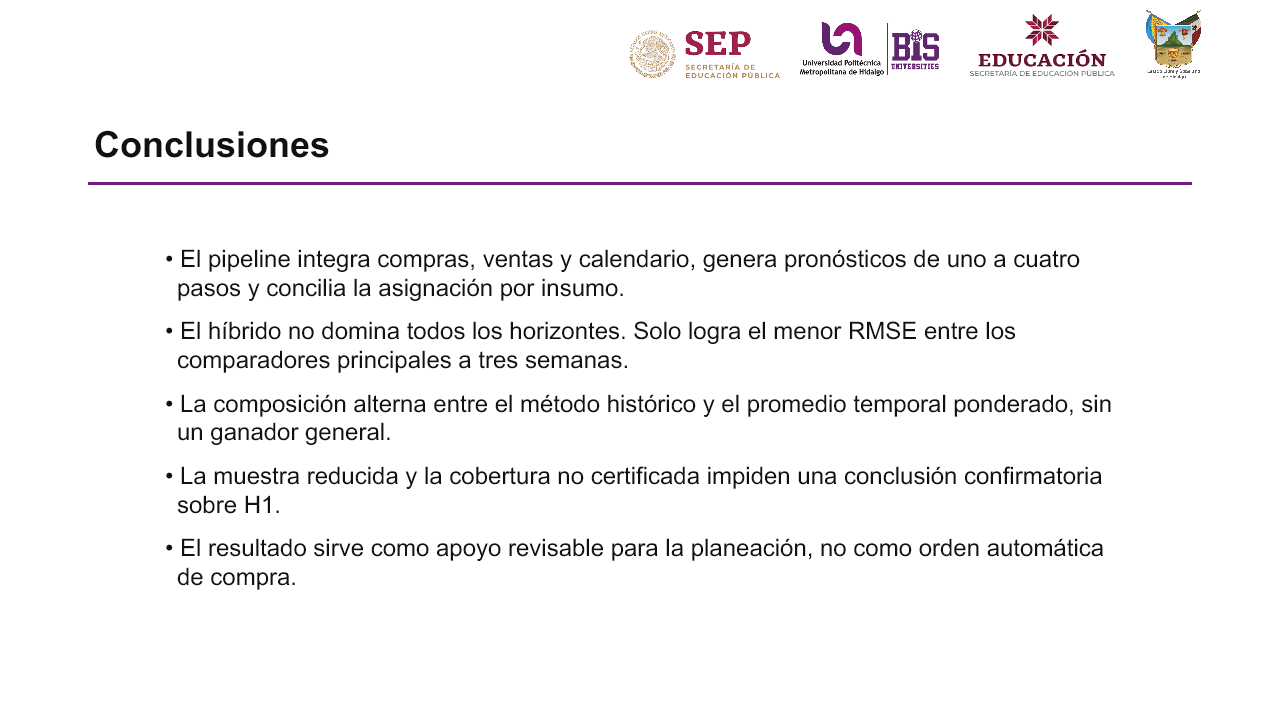 SEP
SECRETARÍA DE
EDUCACIÓN PÚBLICA
Universidad Politécnica
Metropolitana de Hidalgo
BIS
UNIVERSITIES
EDUCACIÓN
SECRETARÍA DE EDUCACIÓN PÚBLICA
Conclusiones
• El pipeline integra compras, ventas y calendario, genera pronósticos de uno a cuatro
pasos y concilia la asignación por insumo.
• El híbrido no domina todos los horizontes. Solo logra el menor RMSE entre los
comparadores principales a tres semanas.
• La composición alterna entre el método histórico y el promedio temporal ponderado, sin
un ganador general.
• La muestra reducida y la cobertura no certificada impiden una conclusión confirmatoria
sobre H1.
• El resultado sirve como apoyo revisable para la planeación, no como orden automática
de compra.